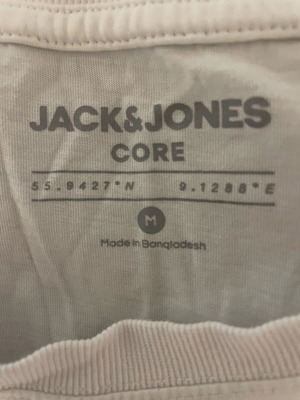 JACK&JONES
CORE
55.9427°N 9.1288°E
M
Made in Bangladesh